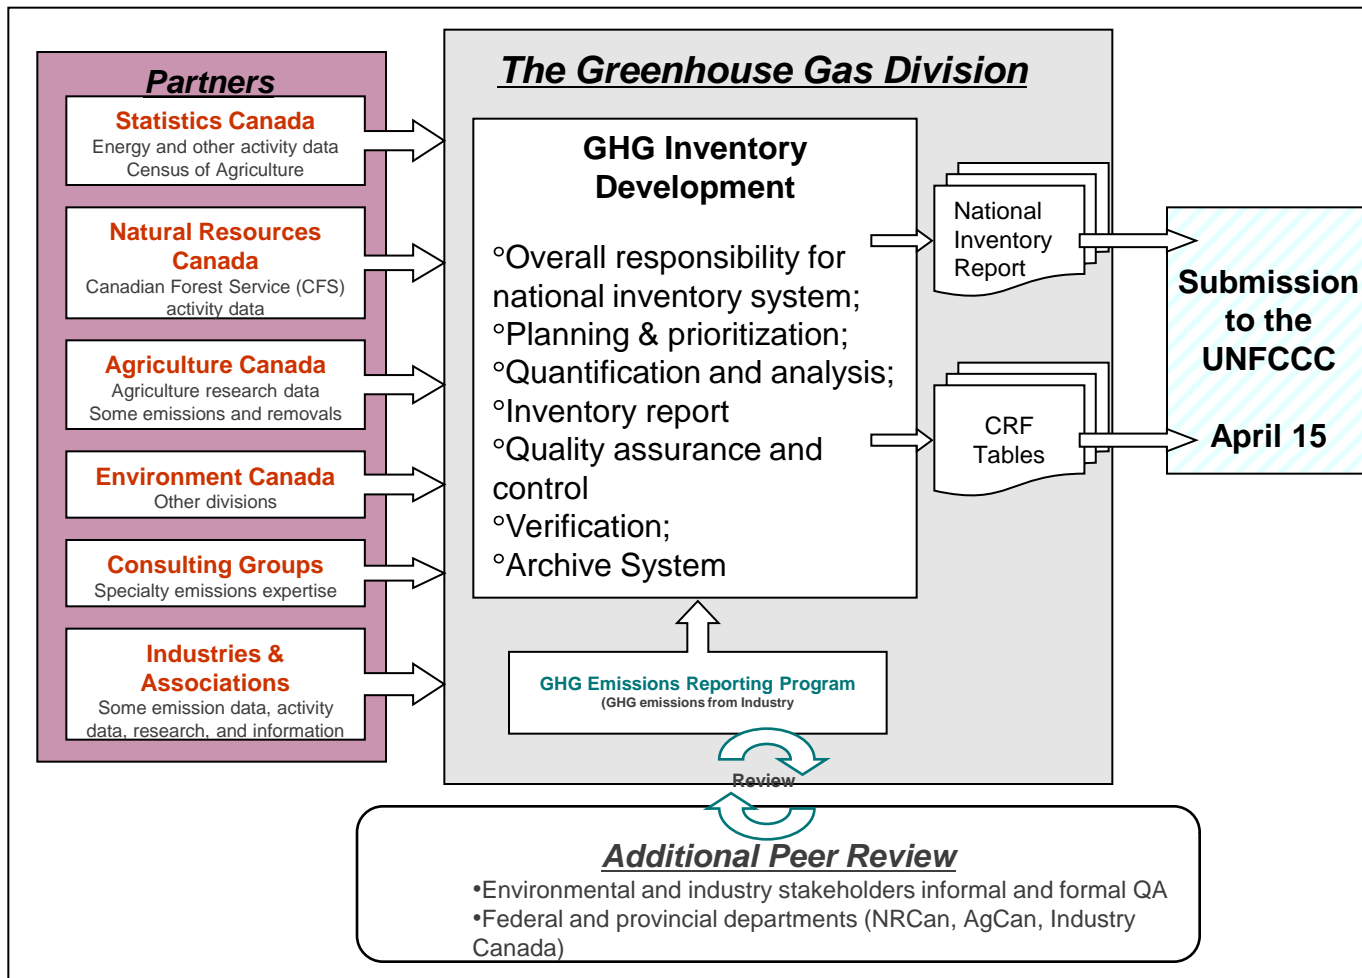 Partners
Statistics Canada
Energy and other activity data
Census of Agriculture
Natural Resources
Canada
Canadian Forest Service (CFS)
activity data
Agriculture Canada
Agriculture research data
Some emissions and removals
Environment Canada
Other divisions
Consulting Groups
Specialty emissions expertise
Industries &
Associations
Some emission data, activity
data, research, and information
The Greenhouse Gas Division
GHG Inventory
Development
°Overall responsibility for
national inventory system;
°Planning & prioritization;
°Quantification and analysis;
°Inventory report
°Quality assurance and
control
°Verification;
°Archive System
GHG Emissions Reporting Program
(GHG emissions from Industry
Review
National
Inventory
Report
CRF
Tables
Submission
to the
UNFCCC
April 15
Additional Peer Review
•Environmental and industry stakeholders informal and formal QA
•Federal and provincial departments (NRCan, AgCan, Industry
Canada)